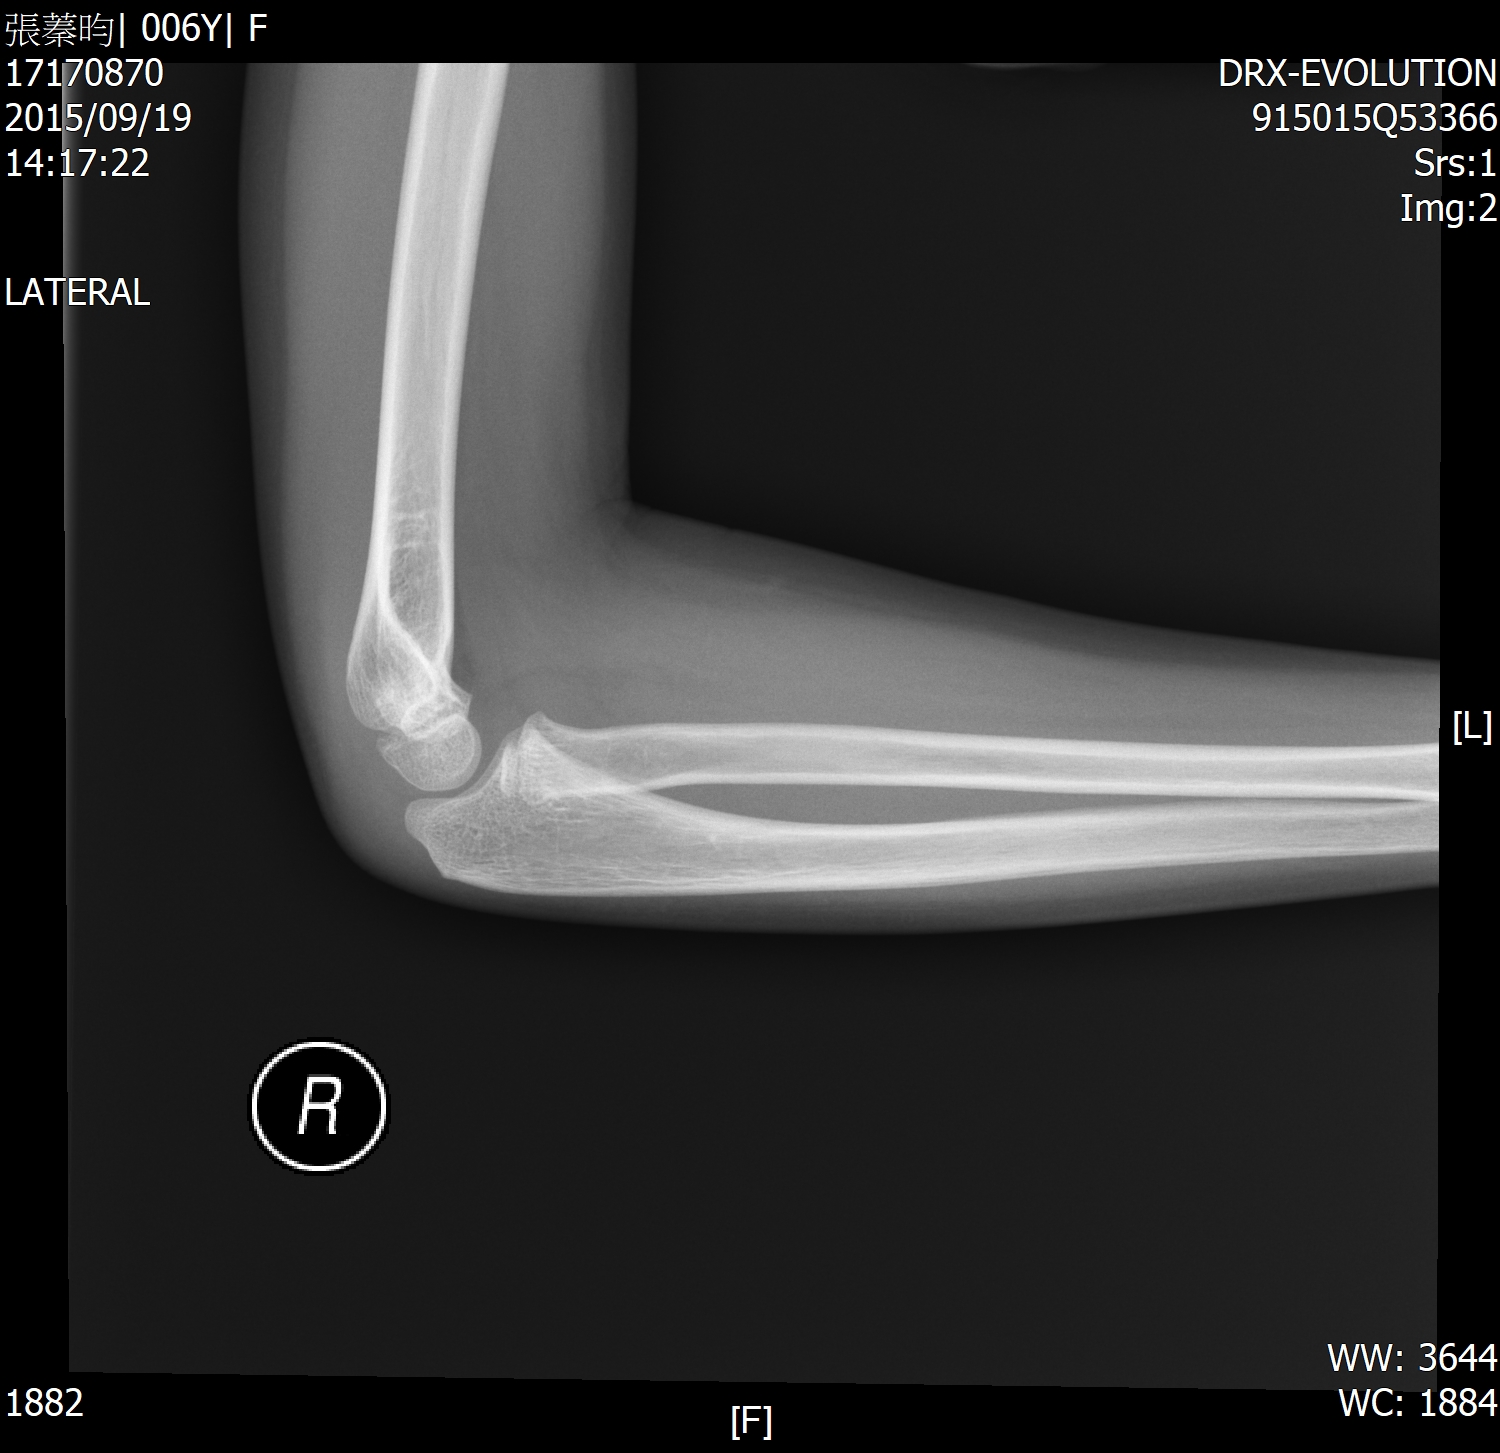 張蓁昀| 006Y| F
17170870
2015/09/19
14:17:22
LATERAL
DRX-EVOLUTION
915015Q53366
Srs:1
Img:2
[L]
R
1882
[F]
WW: 3644
WC: 1884